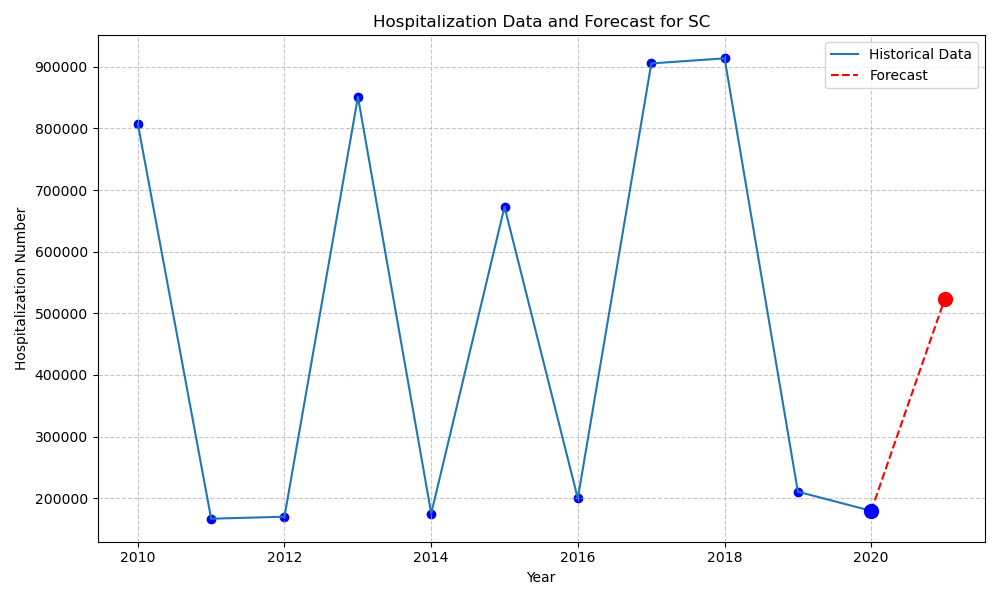 Hospitalization Data and Forecast for SC
Historical Data
Forecast
900000
800000
700000
600000
500000
400000
300000
200000
Hospitalization Number
2010
2012
2014
2016
2018
2020
Year